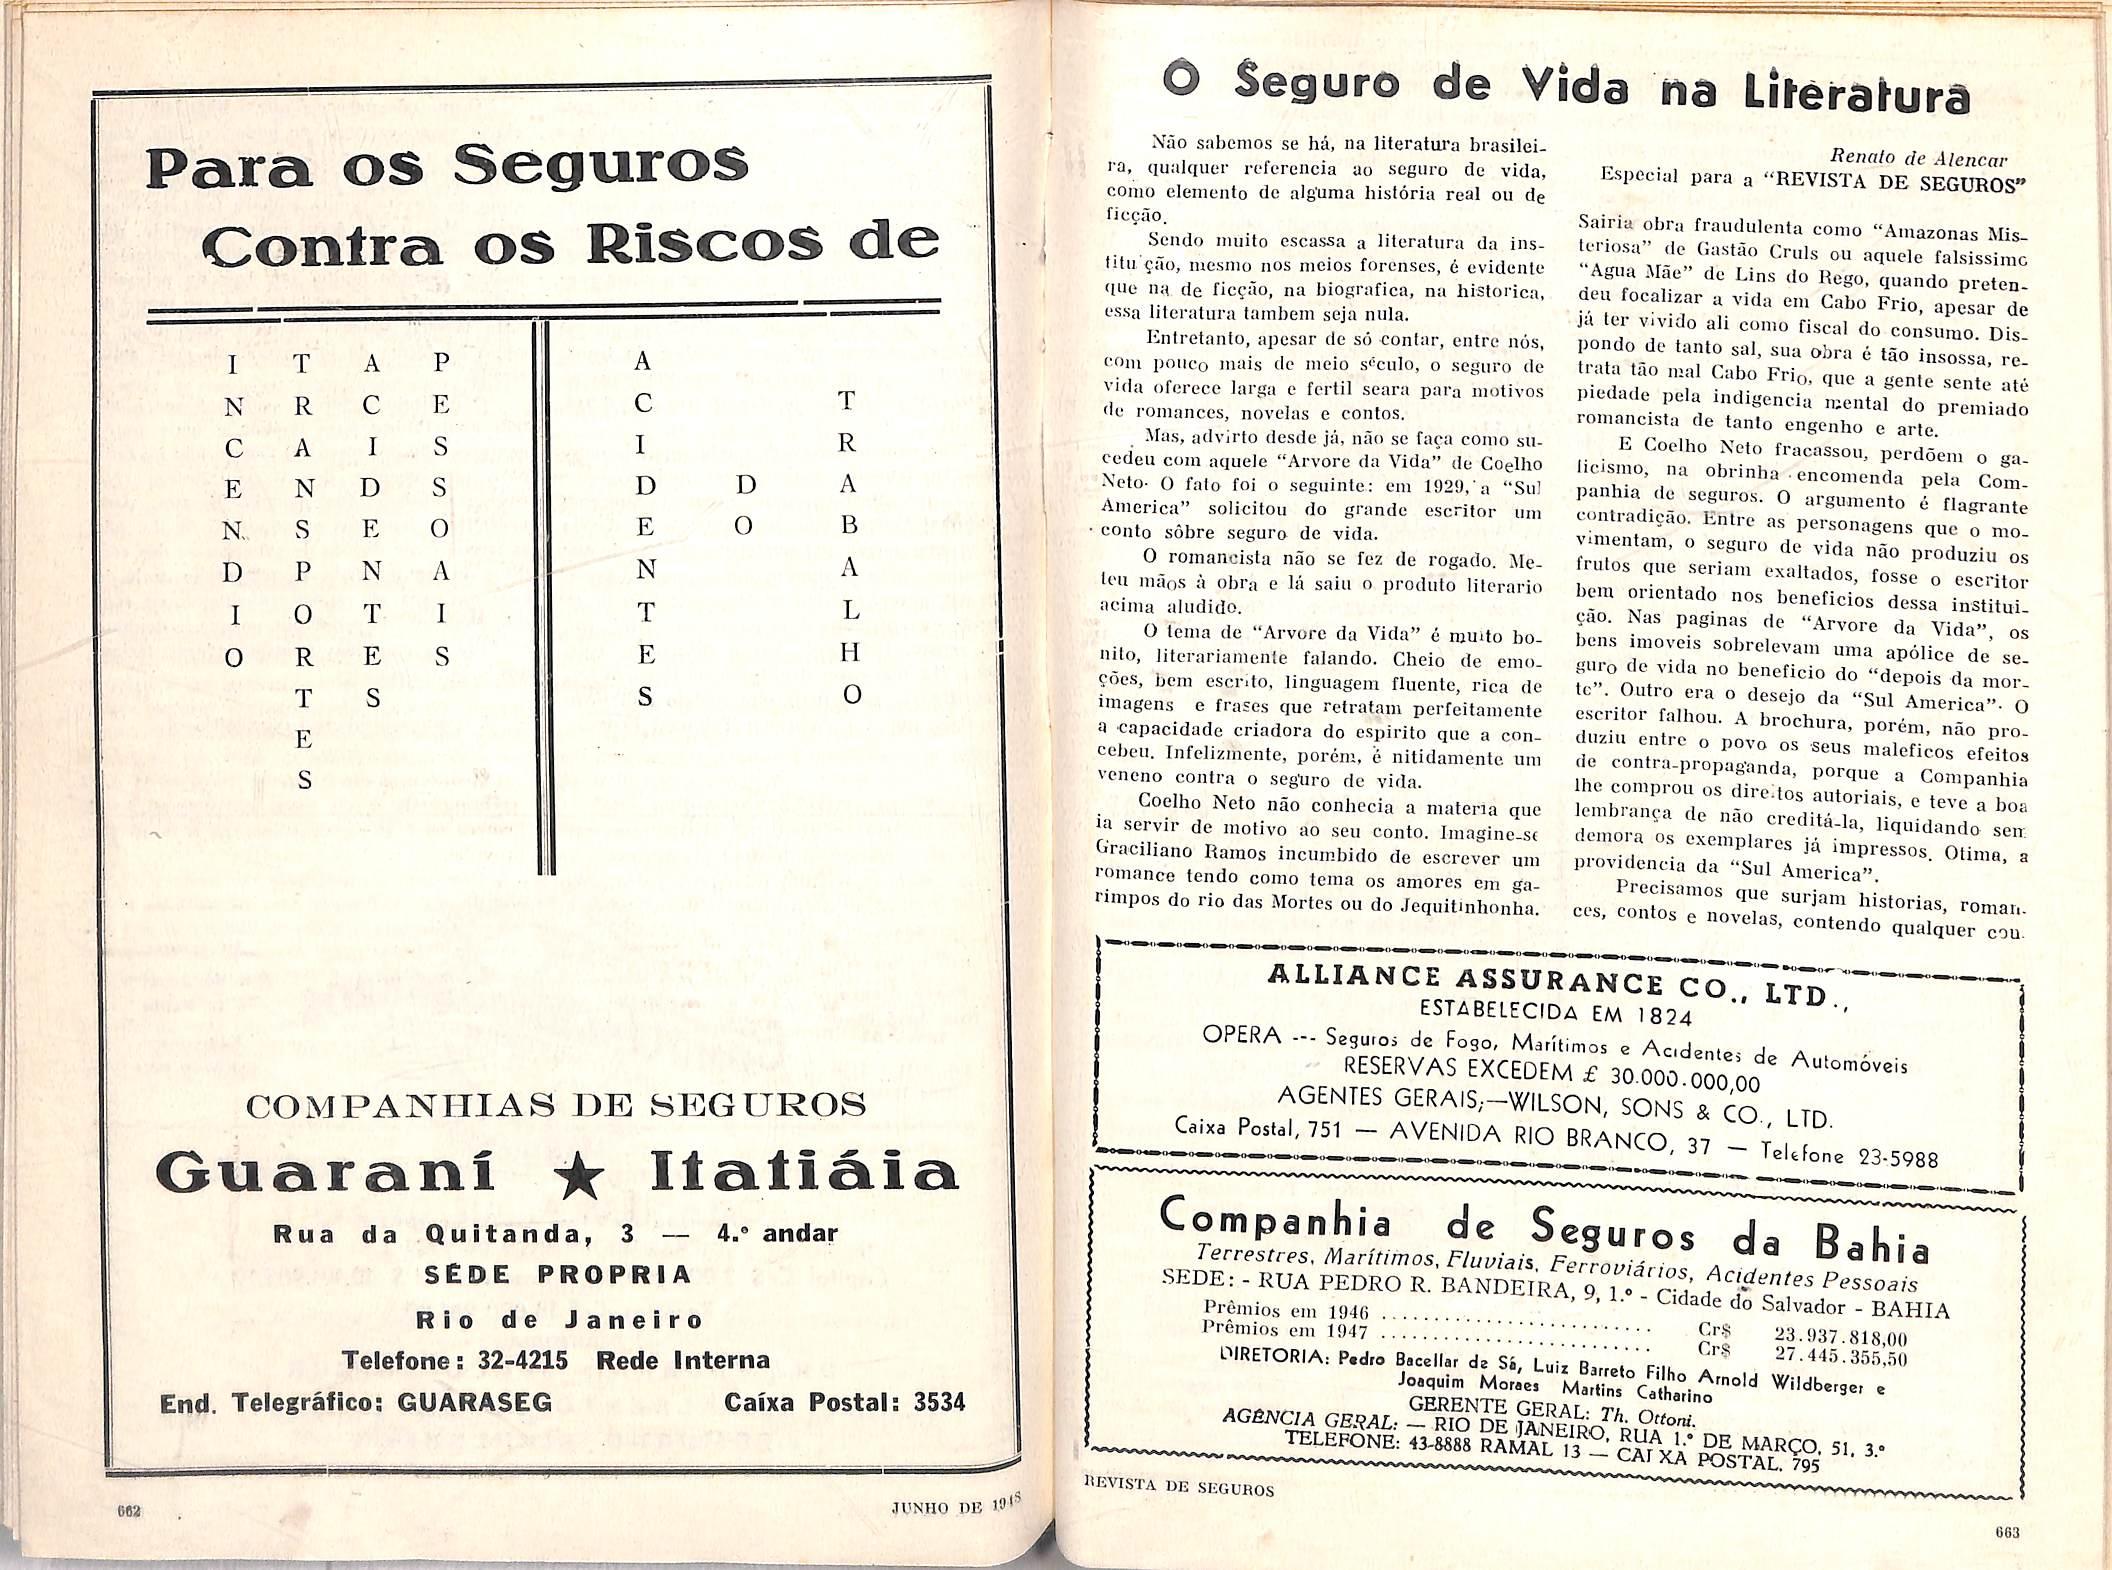 Para os Seguros
Contra os Riscos de
INCENDIO
TRANSPORTES
ACIDENTES
PESSOAIS
ACIDENTES
DO
TRABALHO
COMPANHIAS DE SEGUROS
Guaraní ★ Itatiáia
Rua da Quitanda, 3 — 4.º andar
SÉDE PROPRIA
Rio de Janeiro
Telefone: 32-4215 Rede Interna
End. Telegráfico: GUARASEG Caíxa Postal: 3534
662
JUNHO DE 1948
O Seguro de Vida na Literatura
Não sabemos se há, na literatura brasilei-
ra, qualquer referencia ao seguro de vida,
como elemento de alguma história real ou de
ficção.
Sendo muito escassa a literatura da ins-
titu ção, mesmo nos meios forenses, é evidente
que na de ficção, na biografica, na historica,
essa literatura tambem seja nula.
Entretanto, apesar de só contar, entre nós,
com pouco mais de meio século, o seguro de
vida oferece larga e fertil seara para motivos
de romances, novelas e contos.
Mas, advirto desde já, não se faça como su-
cedeu com aquele "Arvore da Vida" de Coelho
Neto. O fato foi o seguinte: em 1929, a "Sul
America" solicitou do grande escritor um
conto sôbre seguro de vida.
O romancista não se fez de rogado. Me-
teu mãos à obra e lá saiu o produto literario
acima aludido.
O tema de "Arvore da Vida" é muito bo-
nito, literariamente falando. Cheio de emo-
ções, bem escrito, linguagem fluente, rica de
imagens e frases que retratam perfeitamente
a capacidade criadora do espirito que a con-
cebeu. Infelizmente, porém, é nitidamente um
veneno contra o seguro de vida.
Coelho Neto não conhecia a materia que
ia servir de motivo ao seu conto. Imagine-se
Graciliano Ramos incumbido de escrever um
romance tendo como tema os amores em ga-
rimpos do rio das Mortes ou do Jequitinhonha.
Renato de Alencar
Especial para a "REVISTA DE SEGUROS"
Sairia obra fraudulenta como "Amazonas Mis-
teriosa" de Gastão Cruls ou aquele falsissimo
"Agua Mãe" de Lins do Rego, quando preten-
deu focalizar a vida em Cabo Frio, apesar de
já ter vivido ali como fiscal do consumo. Dis-
pondo de tanto sal, sua obra é tão insossa, re-
trata tão mal Cabo Frio, que a gente sente até
piedade pela indigencia mental do premiado
romancista de tanto engenho e arte.
E Coelho Neto fracassou, perdõem o ga-
licismo, na obrinha encomenda pela Com-
panhia de seguros. O argumento é flagrante
contradição. Entre as personagens que o mo-
vimentam, o seguro de vida não produziu os
frutos que seriam exaltados, fosse o escritor
bem orientado nos beneficios dessa institui-
ção. Nas paginas de "Arvore da Vida", os
bens imoveis sobrelevam uma apólice de se-
guro de vida no beneficio do "depois da mor-
te". Outro era o desejo da "Sul America". O
escritor falhou. A brochura, porém, não pro-
duziu entre o povo os seus maleficos efeitos
de contra-propaganda, porque a Companhia
lhe comprou os direitos autoriais, e teve a boa
lembrança de não creditá-la, liquidando sem
demora os exemplares já impressos. Otima, a
providencia da "Sul America".
Precisamos que surjam historias, roman-
ces, contos e novelas, contendo qualquer cou-
ALLIANCE ASSURANCE CO., LTD.,
ESTABELECIDA EM 1824
OPERA --- Seguros de Fogo, Marítimos e Acidentes de Automóveis
RESERVAS EXCEDEM £ 30.000.000,00
AGENTES GERAIS;—WILSON, SONS & CO., LTD.
Caixa Postal, 751 — AVENIDA RIO BRANCO, 37 — Telefone 23-5988
Companhia de Seguros da Bahia
Terrestres, Marítimos, Fluviais, Ferroviários, Acidentes Pessoais
SEDE: - RUA PEDRO R. BANDEIRA, 9, 1.º - Cidade do Salvador - BAHIA
Prêmios em 1946 .......................... Cr$ 23.937.818,00
Prêmios em 1947 .......................... Cr$ 27.445.355,50
DIRETORIA: Pedro Bacellar de Sá, Luiz Barreto Filho Arnold Wildberger e
Joaquim Moraes Martins Catharino
GERENTE GERAL: Th. Ottoni.
AGÊNCIA GERAL: — RIO DE JANEIRO, RUA 1.º DE MARÇO, 51, 3.º
TELEFONE: 43-8888 RAMAL 13 — CAIXA POSTAL, 795
REVISTA DE SEGUROS
663